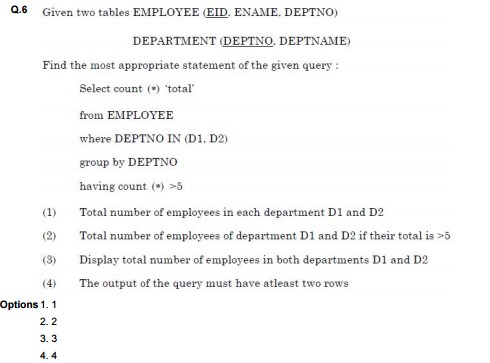 Q.6 Given two tables EMPLOYEE (EID, ENAME, DEPTNO)
DEPARTMENT (DEPTNO, DEPTNAME)
Find the most appropriate statement of the given query :
Select count (*) ‘total’
from EMPLOYEE
where DEPTNO IN (D1, D2)
group by DEPTNO
having count (*) >5
(1) Total number of employees in each department D1 and D2
(2) Total number of employees of department D1 and D2 if their total is >5
(3) Display total number of employees in both departments D1 and D2
(4) The output of the query must have atleast two rows
Options 1. 1
2. 2
3. 3
4. 4